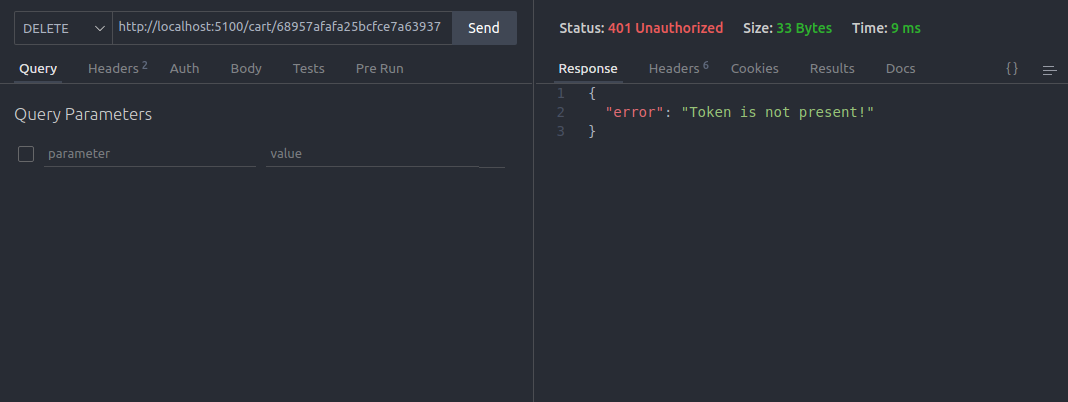 DELETE http://localhost:5100/cart/68957afafa25bcfce7a63937 Send
Query Headers 2 Auth Body Tests Pre Run
Query Parameters
parameter value
Status: 401 Unauthorized Size: 33 Bytes Time: 9 ms
Response Headers 6 Cookies Results Docs {}
1 {
2 "error": "Token is not present!"
3 }